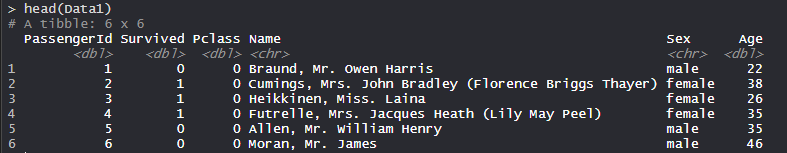 > head(Data1)
# A tibble: 6 x 6
PassengerId Survived Pclass Name Sex Age
<dbl> <dbl> <dbl> <chr> <chr> <dbl>
1 1 0 0 Braund, Mr. Owen Harris male 22
2 2 1 0 Cumings, Mrs. John Bradley (Florence Briggs Thayer) female 38
3 3 1 0 Heikkinen, Miss. Laina female 26
4 4 1 0 Futrelle, Mrs. Jacques Heath (Lily May Peel) female 35
5 5 0 0 Allen, Mr. William Henry male 35
6 6 0 0 Moran, Mr. James male 46